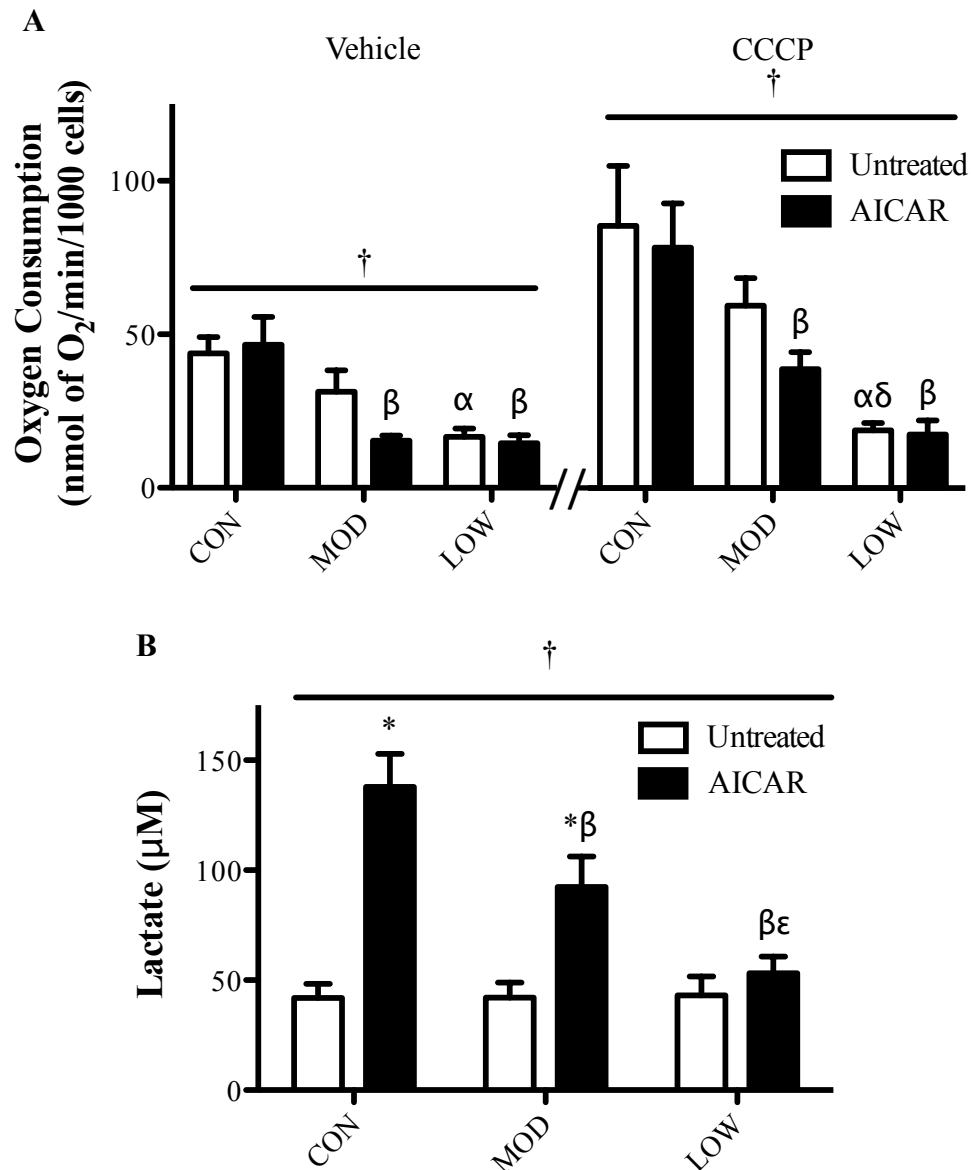 A
Vehicle
CCCP
†
†
Untreated
AICAR
Oxygen Consumption
(nmol of O2/min/1000 cells)
100
50
0
β
α
β
β
αδ
β
CON
MOD
LOW
CON
MOD
LOW
B
†
Untreated
AICAR
Lactate (μM)
150
100
50
0
*
*β
βε
CON
MOD
LOW